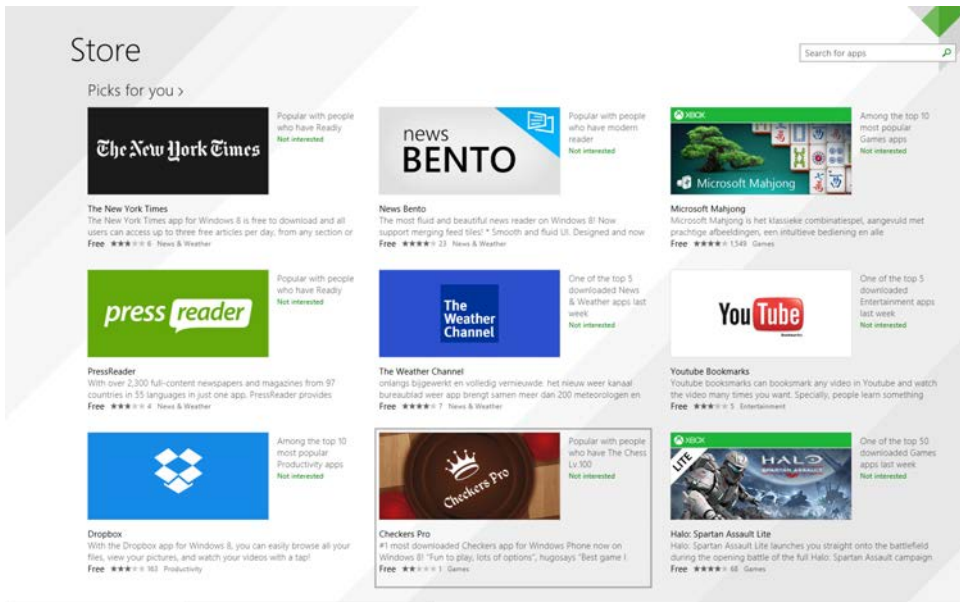 Store
Search for apps
Picks for you >
The New York Times
Popular with people
who have Readly
Not interested
The New York Times
The New York Times app for Windows 8 is free to download and all
users can access up to three free articles per day, from any section or
Free 6 News & Weather
news
BENTO
Popular with people
who have modern
reader
Not interested
News Bento
The most fluid and beautiful news reader on Windows 8! Now
support merging feed tiles! * Smooth and fluid UI. Designed and now
Free 23 News & Weather
XBOX
Microsoft Mahjong
Among the top 10
most popular
Games apps
Not interested
Microsoft Mahjong
Microsoft Mahjong is het klassieke combinatiespel, aangevuld met
prachtige afbeeldingen, een intuïtieve bediening en alle
Free 1,549 Games
press reader
Popular with people
who have Readly
Not interested
PressReader
With over 2,300 full-content newspapers and magazines from 97
countries in 55 languages in just one app. PressReader provides
Free 4 News & Weather
The
Weather
Channel
One of the top 5
downloaded News
& Weather apps last
week
Not interested
The Weather Channel
onlangs bijgewerkt en volledig vernieuwde. het nieuw weer kanaal
bureaublad weer app brengt samen meer dan 200 meteorologen en
Free 7 News & Weather
YouTube
Bookmarks
One of the top 5
downloaded
Entertainment apps
last week
Not interested
Youtube Bookmarks
Youtube bookmarks can booksmark any video in Youtube and watch
the video many times you want. Specially, people learn something
Free 5 Entertainment
Among the top 10
most popular
Productivity apps
Not interested
Dropbox
With the Dropbox app for Windows 8, you can easily browse all your
files, view your pictures, and watch your videos with a tap!
Free 163 Productivity
Checkers Pro
Popular with people
who have The Chess
Lv.100
Not interested
Checkers Pro
#1 most downloaded Checkers app for Windows Phone now on
Windows 8! "Fun to play, lots of options", hugosays "Best game I
Free 1 Games
XBOX
LITE
HALO
SPARTAN ASSAULT
One of the top 50
downloaded Games
apps last week
Not interested
Halo: Spartan Assault Lite
Halo: Spartan Assault Lite launches you straight onto the battlefield
during the opening battle of the full Halo: Spartan Assault campaign
Free 68 Games